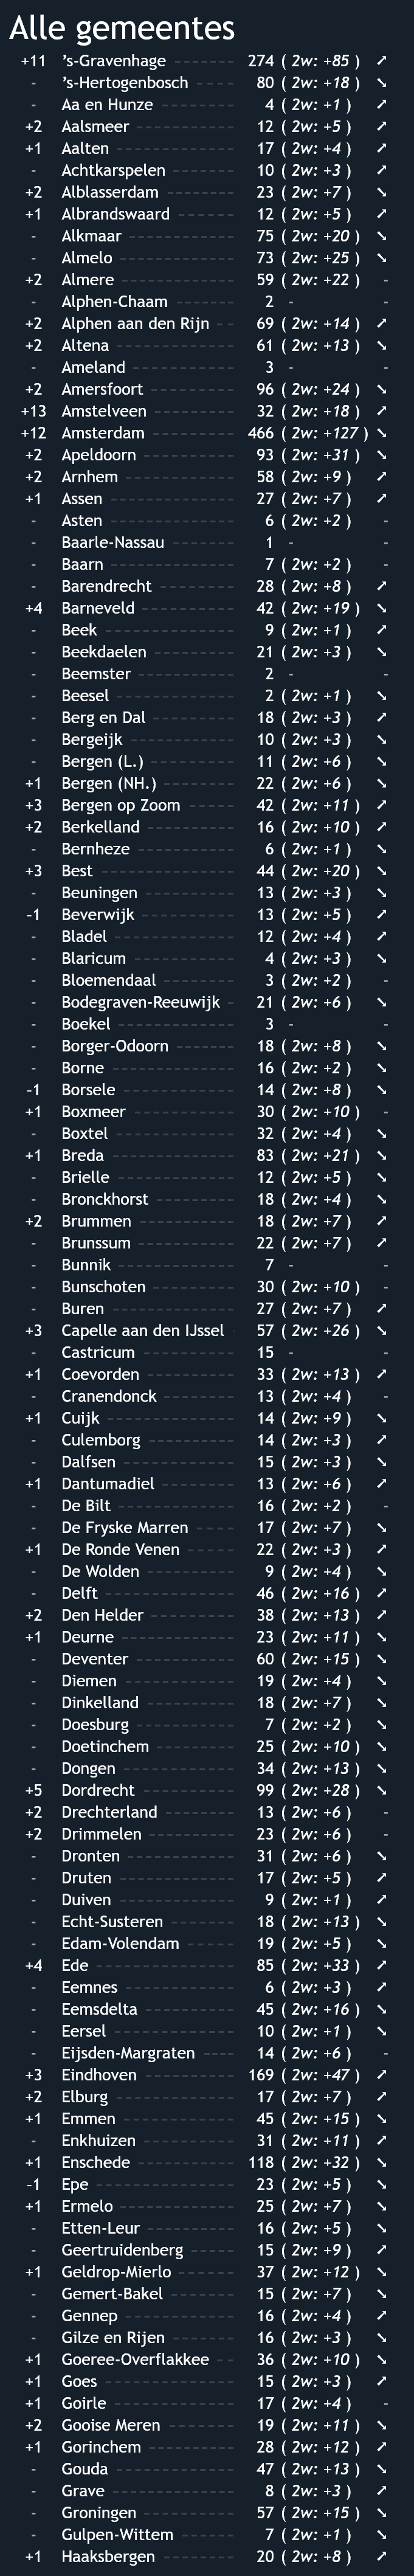 Alle gemeentes
+11 ’s-Gravenhage 274 ( 2w: +85 ) ↗
- ’s-Hertogenbosch 80 ( 2w: +18 ) ↘
- Aa en Hunze 4 ( 2w: +1 ) ↗
+2 Aalsmeer 12 ( 2w: +5 ) ↗
+1 Aalten 17 ( 2w: +4 ) ↗
- Achtkarspelen 10 ( 2w: +3 ) ↗
+2 Alblasserdam 23 ( 2w: +7 ) ↘
+1 Albrandswaard 12 ( 2w: +5 ) ↗
- Alkmaar 75 ( 2w: +20 ) ↘
- Almelo 73 ( 2w: +25 ) ↘
+2 Almere 59 ( 2w: +22 ) -
- Alphen-Chaam 2 - -
+2 Alphen aan den Rijn 69 ( 2w: +14 ) ↗
+2 Altena 61 ( 2w: +13 ) ↘
- Ameland 3 - -
+2 Amersfoort 96 ( 2w: +24 ) ↘
+13 Amstelveen 32 ( 2w: +18 ) ↗
+12 Amsterdam 466 ( 2w: +127 ) ↘
+2 Apeldoorn 93 ( 2w: +31 ) ↘
+2 Arnhem 58 ( 2w: +9 ) ↗
+1 Assen 27 ( 2w: +7 ) ↗
- Asten 6 ( 2w: +2 ) -
- Baarle-Nassau 1 - -
- Baarn 7 ( 2w: +2 ) -
- Barendrecht 28 ( 2w: +8 ) ↗
+4 Barneveld 42 ( 2w: +19 ) ↘
- Beek 9 ( 2w: +1 ) ↗
- Beekdaelen 21 ( 2w: +3 ) ↘
- Beemster 2 - -
- Beesel 2 ( 2w: +1 ) ↘
- Berg en Dal 18 ( 2w: +3 ) ↗
- Bergeijk 10 ( 2w: +3 ) ↘
- Bergen (L.) 11 ( 2w: +6 ) ↘
+1 Bergen (NH.) 22 ( 2w: +6 ) ↘
+3 Bergen op Zoom 42 ( 2w: +11 ) ↗
+2 Berkelland 16 ( 2w: +10 ) ↗
- Bernheze 6 ( 2w: +1 ) ↘
+3 Best 44 ( 2w: +20 ) ↘
- Beuningen 13 ( 2w: +3 ) ↘
-1 Beverwijk 13 ( 2w: +5 ) ↗
- Bladel 12 ( 2w: +4 ) ↗
- Blaricum 4 ( 2w: +3 ) ↘
- Bloemendaal 3 ( 2w: +2 ) -
- Bodegraven-Reeuwijk 21 ( 2w: +6 ) ↘
- Boekel 3 - -
- Borger-Odoorn 18 ( 2w: +8 ) ↘
- Borne 16 ( 2w: +2 ) ↘
-1 Borsele 14 ( 2w: +8 ) ↘
+1 Boxmeer 30 ( 2w: +10 ) -
- Boxtel 32 ( 2w: +4 ) ↘
+1 Breda 83 ( 2w: +21 ) ↘
- Brielle 12 ( 2w: +5 ) ↘
- Bronckhorst 18 ( 2w: +4 ) ↘
+2 Brummen 18 ( 2w: +7 ) ↗
- Brunssum 22 ( 2w: +7 ) ↗
- Bunnik 7 - -
- Bunschoten 30 ( 2w: +10 ) -
- Buren 27 ( 2w: +7 ) ↗
+3 Capelle aan den IJssel 57 ( 2w: +26 ) ↘
- Castricum 15 - -
+1 Coevorden 33 ( 2w: +13 ) ↗
- Cranendonck 13 ( 2w: +4 ) -
+1 Cuijk 14 ( 2w: +9 ) ↘
- Culemborg 14 ( 2w: +3 ) ↗
- Dalfsen 15 ( 2w: +3 ) ↘
+1 Dantumadiel 13 ( 2w: +6 ) ↗
- De Bilt 16 ( 2w: +2 ) -
- De Fryske Marren 17 ( 2w: +7 ) ↘
+1 De Ronde Venen 22 ( 2w: +3 ) ↗
- De Wolden 9 ( 2w: +4 ) ↘
- Delft 46 ( 2w: +16 ) ↗
+2 Den Helder 38 ( 2w: +13 ) ↗
+1 Deurne 23 ( 2w: +11 ) ↘
- Deventer 60 ( 2w: +15 ) ↘
- Diemen 19 ( 2w: +4 ) ↘
- Dinkelland 18 ( 2w: +7 ) ↘
- Doesburg 7 ( 2w: +2 ) ↘
- Doetinchem 25 ( 2w: +10 ) ↘
- Dongen 34 ( 2w: +13 ) ↘
+5 Dordrecht 99 ( 2w: +28 ) ↘
+2 Drechterland 13 ( 2w: +6 ) -
+2 Drimmelen 23 ( 2w: +6 ) -
- Dronten 31 ( 2w: +6 ) ↘
- Druten 17 ( 2w: +5 ) ↗
- Duiven 9 ( 2w: +1 ) ↗
- Echt-Susteren 18 ( 2w: +13 ) ↘
- Edam-Volendam 19 ( 2w: +5 ) ↘
+4 Ede 85 ( 2w: +33 ) ↗
- Eemnes 6 ( 2w: +3 ) ↗
- Eemsdelta 45 ( 2w: +16 ) ↘
- Eersel 10 ( 2w: +1 ) ↘
- Eijsden-Margraten 14 ( 2w: +6 ) -
+3 Eindhoven 169 ( 2w: +47 ) ↗
+2 Elburg 17 ( 2w: +7 ) ↗
+1 Emmen 45 ( 2w: +15 ) ↘
- Enkhuizen 31 ( 2w: +11 ) ↗
+1 Enschede 118 ( 2w: +32 ) ↘
-1 Epe 23 ( 2w: +5 ) ↘
+1 Ermelo 25 ( 2w: +7 ) ↘
- Etten-Leur 16 ( 2w: +5 ) ↘
- Geertruidenberg 15 ( 2w: +9 ) ↗
+1 Geldrop-Mierlo 37 ( 2w: +12 ) ↘
- Gemert-Bakel 15 ( 2w: +7 ) ↘
- Gennep 16 ( 2w: +4 ) ↗
- Gilze en Rijen 16 ( 2w: +3 ) ↘
+1 Goeree-Overflakkee 36 ( 2w: +10 ) ↘
+1 Goes 15 ( 2w: +3 ) ↗
+1 Goirle 17 ( 2w: +4 ) -
+2 Gooise Meren 19 ( 2w: +11 ) ↘
+1 Gorinchem 28 ( 2w: +12 ) ↗
- Gouda 47 ( 2w: +13 ) ↘
- Grave 8 ( 2w: +3 ) ↗
- Groningen 57 ( 2w: +15 ) ↘
- Gulpen-Wittem 7 ( 2w: +1 ) ↘
+1 Haaksbergen 20 ( 2w: +8 ) ↗